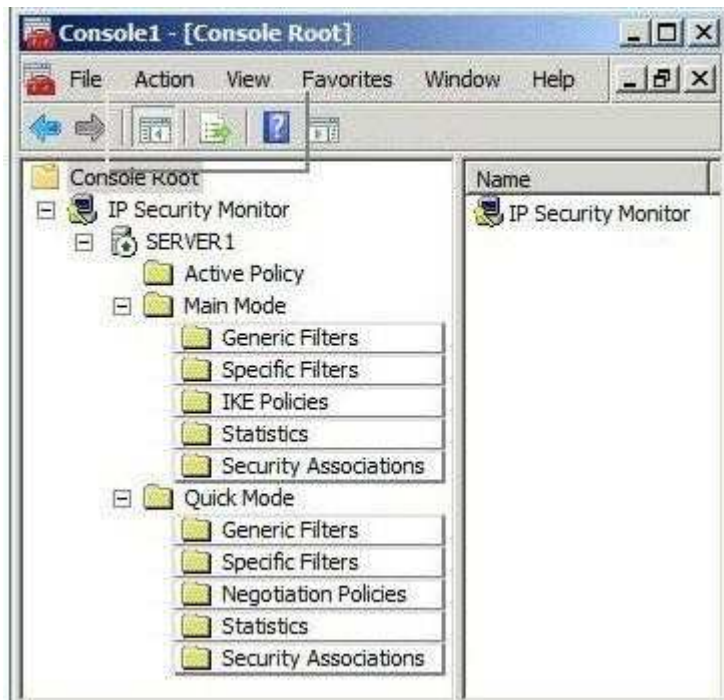 Console1 - [Console Root]
File Action View Favorites Window Help
Console Root
IP Security Monitor
SERVER1
Active Policy
Main Mode
Generic Filters
Specific Filters
IKE Policies
Statistics
Security Associations
Quick Mode
Generic Filters
Specific Filters
Negotiation Policies
Statistics
Security Associations
Name
IP Security Monitor